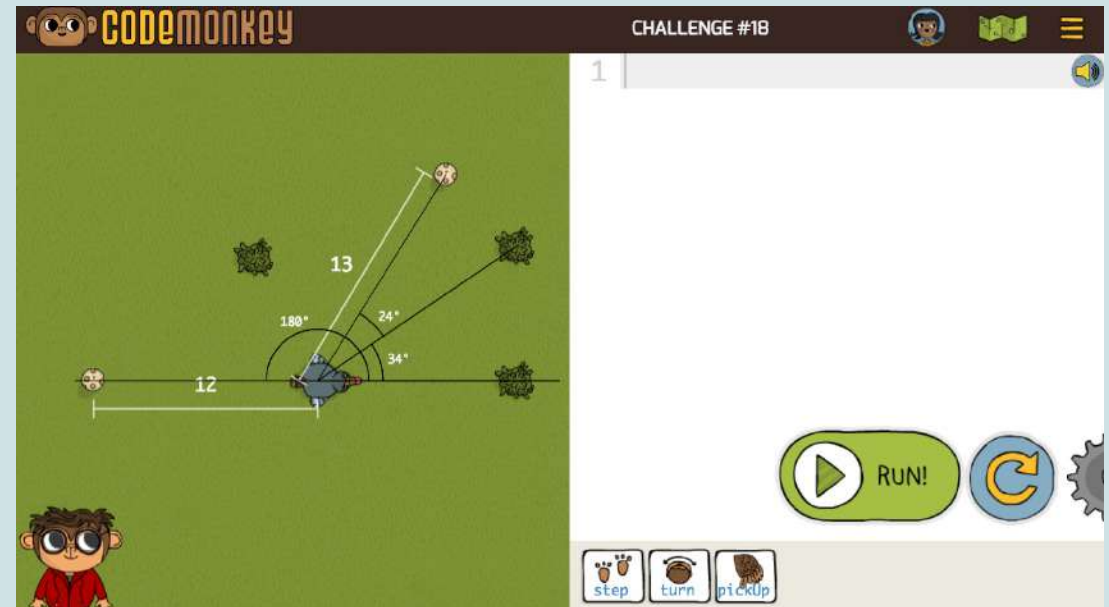 CODEMONKEY
CHALLENGE #18
1
13
180°
24°
34°
12
RUN!
step
turn
pickUp